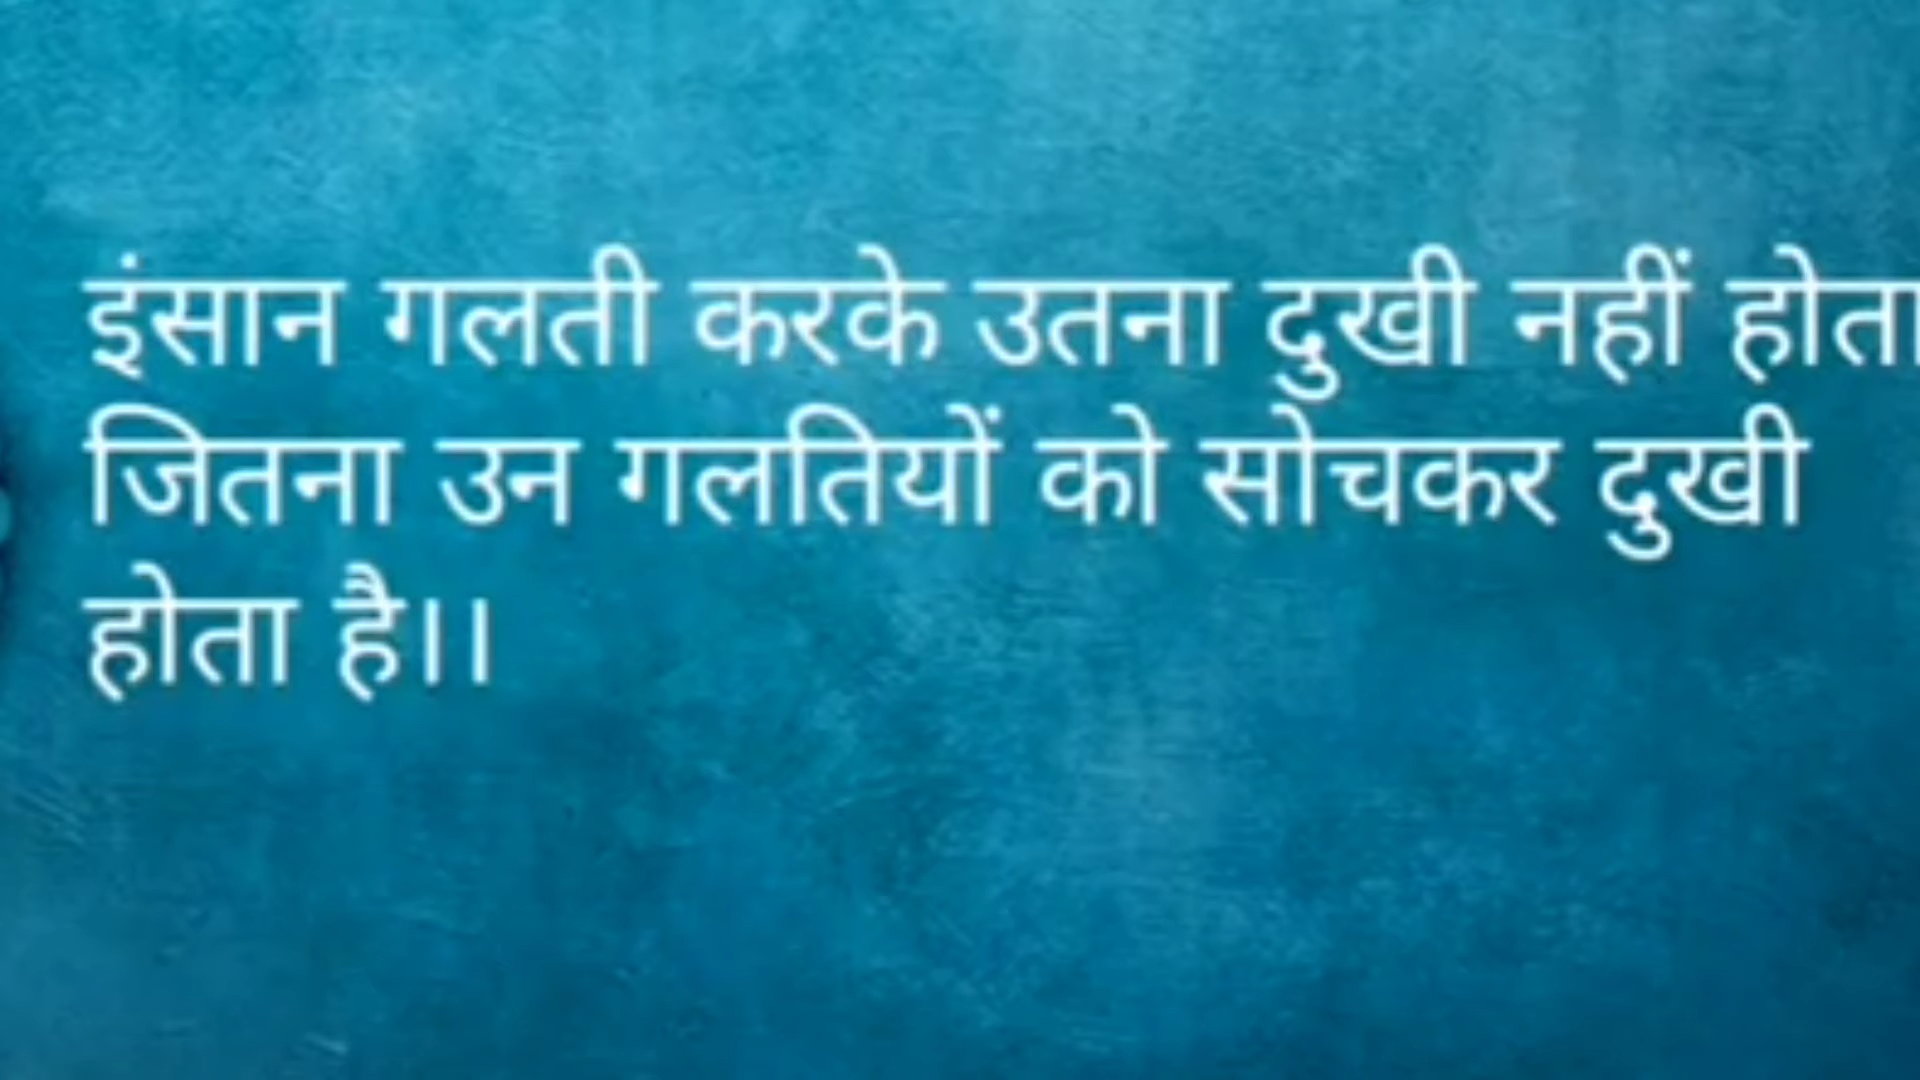 इंसान गलती करके उतना दुखी नहीं होता
जितना उन गलतियों को सोचकर दुखी
होता है।।